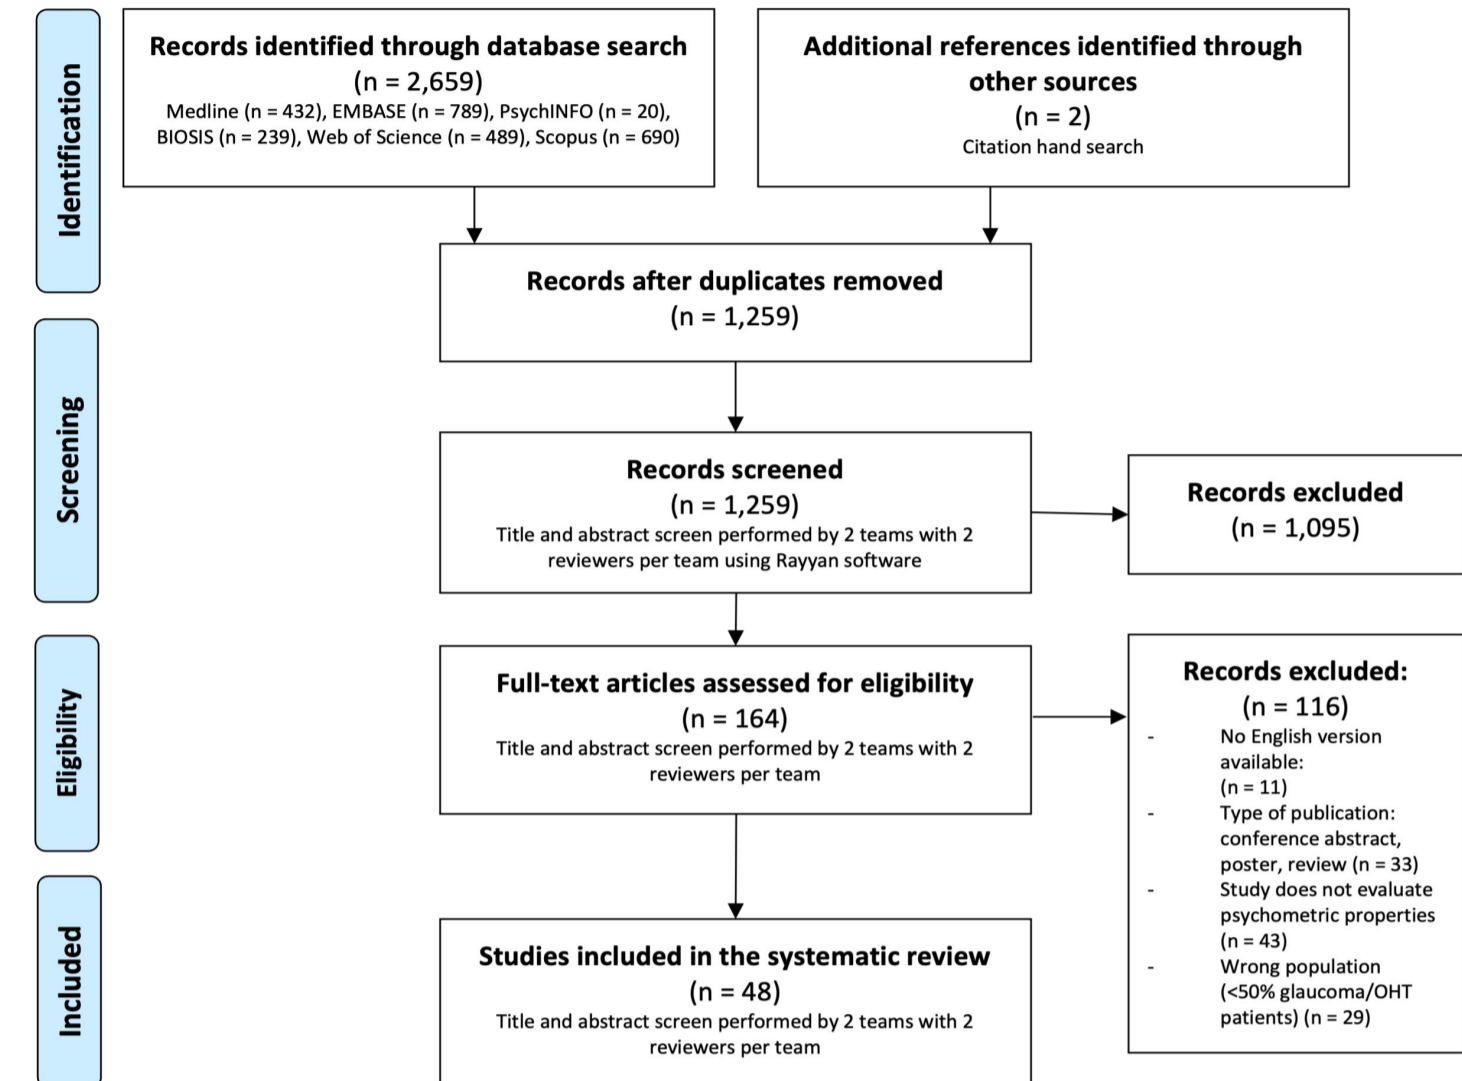 Identification
Records identified through database search
(n = 2,659)
Medline (n = 432), EMBASE (n = 789), PsychINFO (n = 20),
BIOSIS (n = 239), Web of Science (n = 489), Scopus (n = 690)
Additional references identified through
other sources
(n = 2)
Citation hand search
Records after duplicates removed
(n = 1,259)
Screening
Records screened
(n = 1,259)
Title and abstract screen performed by 2 teams with 2
reviewers per team using Rayyan software
Records excluded
(n = 1,095)
Eligibility
Full-text articles assessed for eligibility
(n = 164)
Title and abstract screen performed by 2 teams with 2
reviewers per team
Records excluded:
(n = 116)
- No English version
available:
(n = 11)
- Type of publication:
conference abstract,
poster, review (n = 33)
- Study does not evaluate
psychometric properties
(n = 43)
- Wrong population
(<50% glaucoma/OHT
patients) (n = 29)
Included
Studies included in the systematic review
(n = 48)
Title and abstract screen performed by 2 teams with 2
reviewers per team